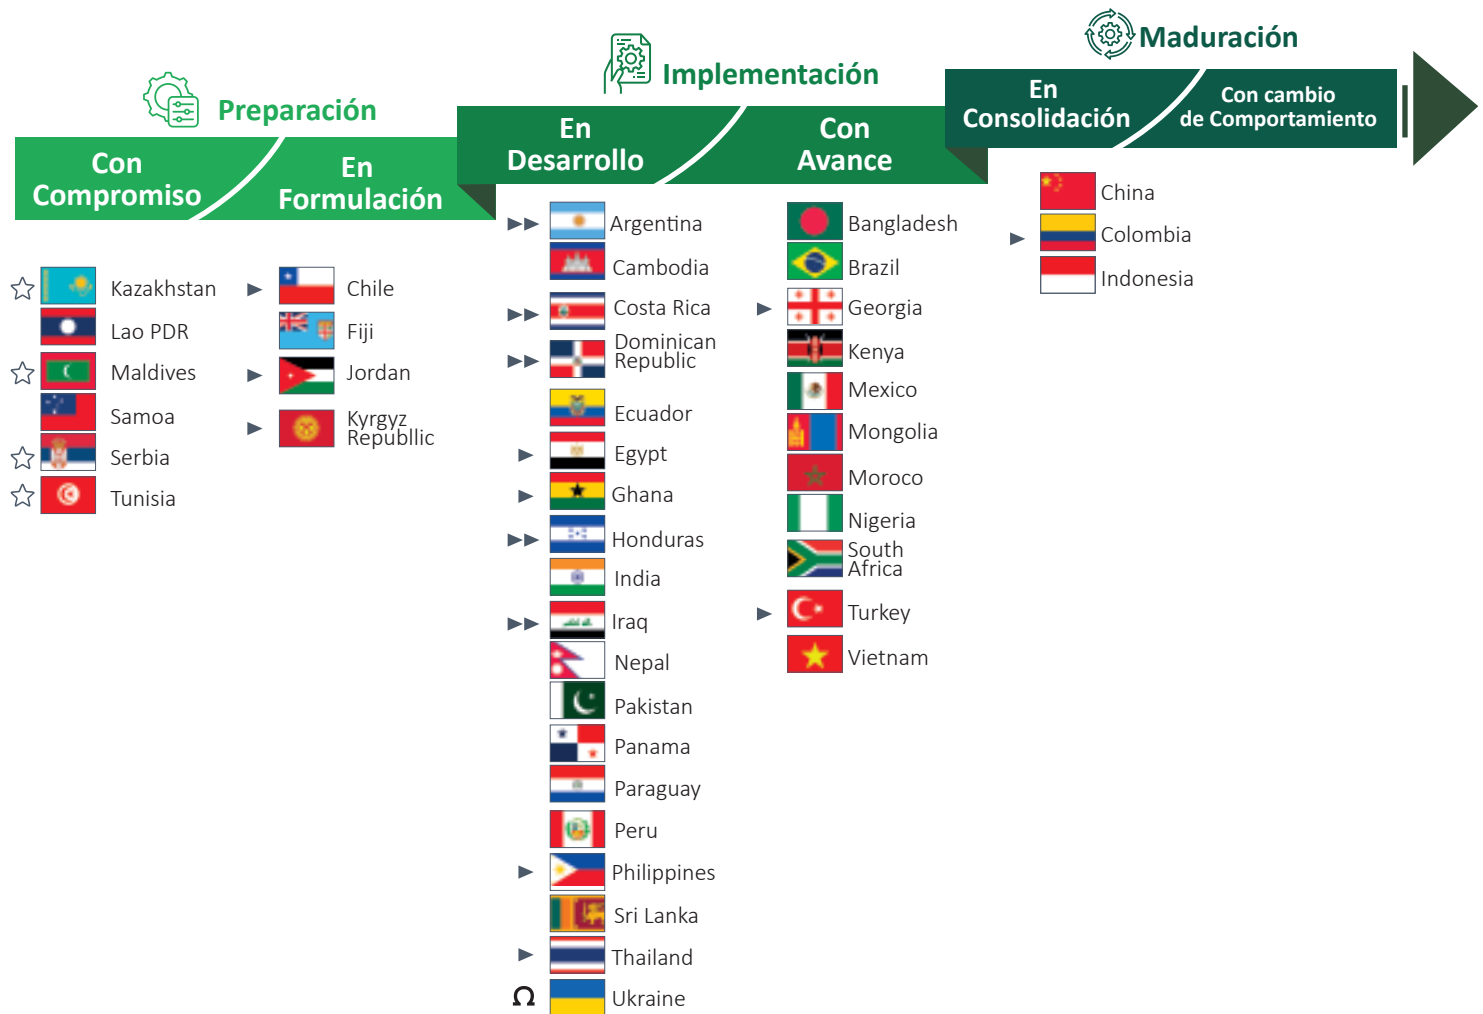 Preparación
Implementación
Maduración
Con
Compromiso
En
Formulación
En
Desarrollo
Con
Avance
En
Consolidación
Con cambio
de Comportamiento
Kazakhstan
Lao PDR
Maldives
Samoa
Serbia
Tunisia
Chile
Fiji
Jordan
Kyrgyz
Republlic
Argentina
Cambodia
Costa Rica
Dominican
Republic
Ecuador
Egypt
Ghana
Honduras
India
Iraq
Nepal
Pakistan
Panama
Paraguay
Peru
Philippines
Sri Lanka
Thailand
Ω Ukraine
Bangladesh
Brazil
Georgia
Kenya
Mexico
Mongolia
Moroco
Nigeria
South
Africa
Turkey
Vietnam
China
Colombia
Indonesia